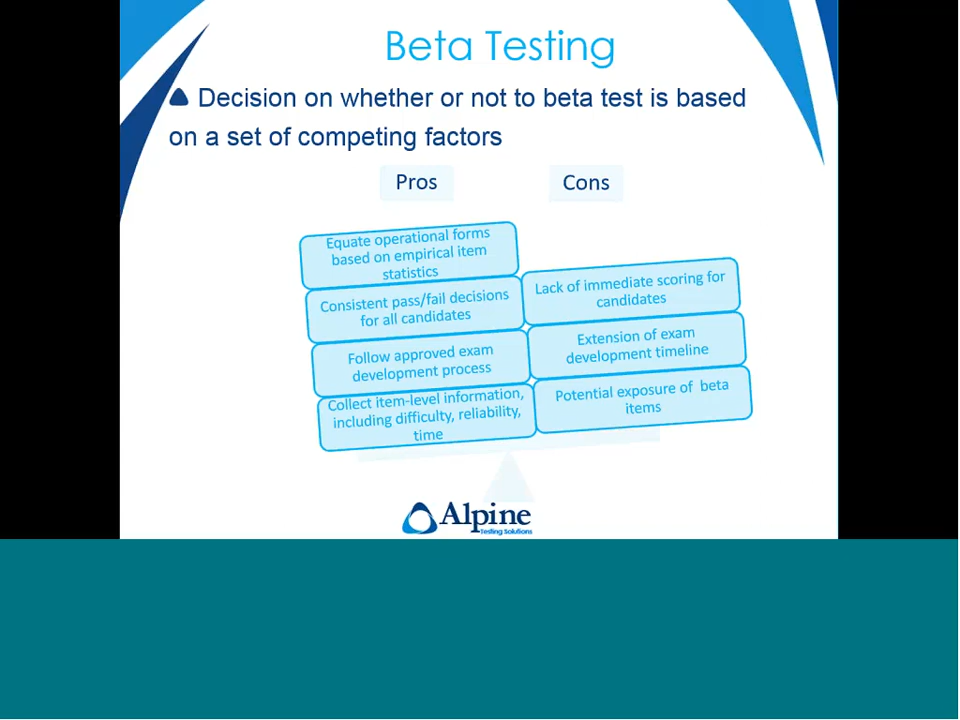 Beta Testing
Decision on whether or not to beta test is based
on a set of competing factors
Pros
Cons
Equate operational forms
based on empirical item
statistics
Consistent pass/fail decisions
for all candidates
Follow approved exam
development process
Collect item-level information,
including difficulty, reliability,
time
Lack of immediate scoring for
candidates
Extension of exam
development timeline
Potential exposure of beta
items
Alpine
Testing Solutions